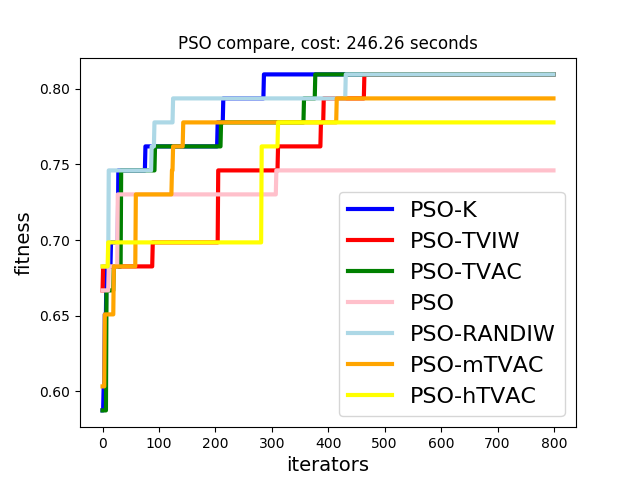 PSO compare, cost: 246.26 seconds
0.80
0.75
0.70
0.65
0.60
fitness
PSO-K
PSO-TVIW
PSO-TVAC
PSO
PSO-RANDIW
PSO-mTVAC
PSO-hTVAC
0 100 200 300 400 500 600 700 800
iterators